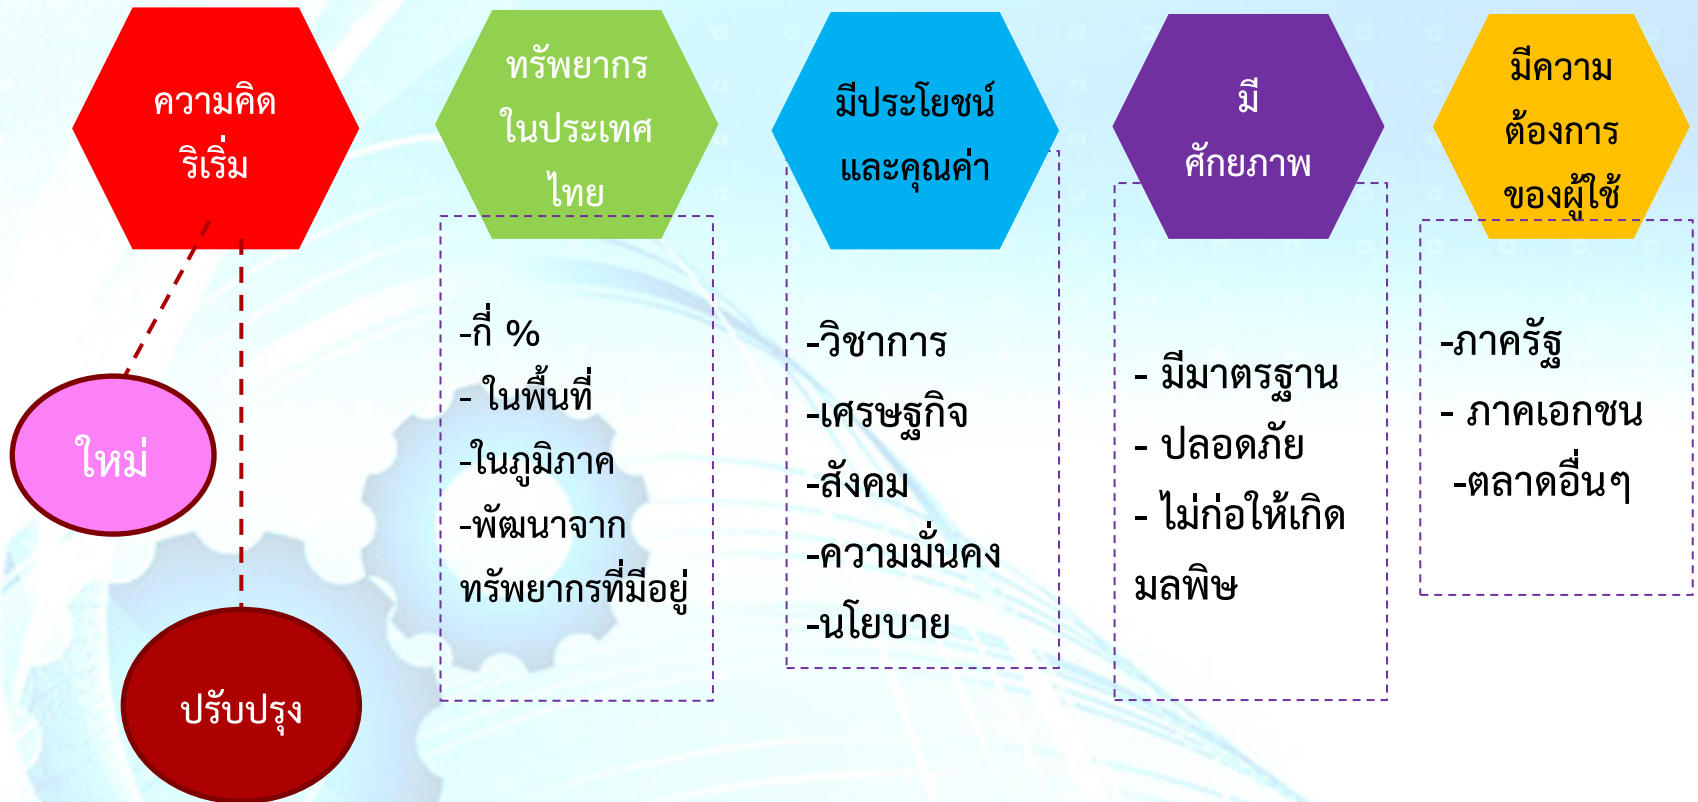 ความคิด
ริเริ่ม
ใหม่
ปรับปรุง
ทรัพยากร
ในประเทศ
ไทย
-กี่ %
- ในพื้นที่
-ในภูมิภาค
-พัฒนาจาก
ทรัพยากรที่มีอยู่
มีประโยชน์
และคุณค่า
-วิชาการ
-เศรษฐกิจ
-สังคม
-ความมั่นคง
-นโยบาย
มี
ศักยภาพ
- มีมาตรฐาน
- ปลอดภัย
- ไม่ก่อให้เกิด
มลพิษ
มีความ
ต้องการ
ของผู้ใช้
-ภาครัฐ
- ภาคเอกชน
-ตลาดอื่นๆ